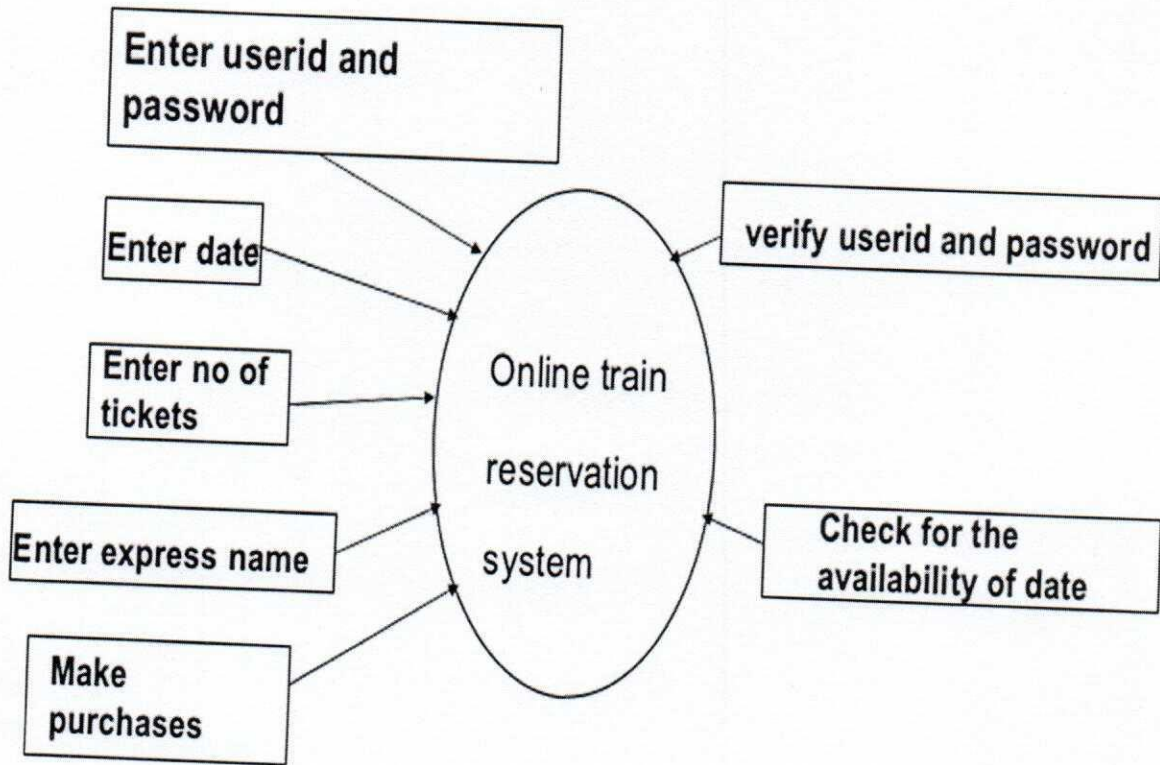 Enter userid and
password
Enter date
Enter no of
tickets
Enter express name
Make
purchases
Online train
reservation
system
verify userid and password
Check for the
availability of date